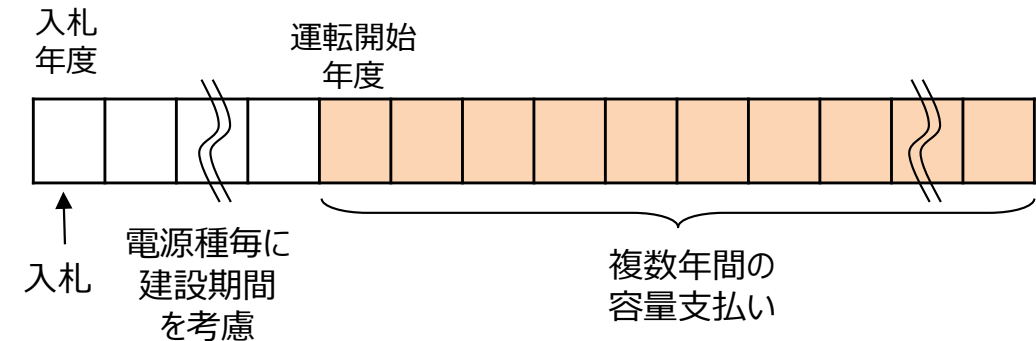 入札
年度
運転開始
年度
入札
電源種毎に
建設期間
を考慮
複数年間の
容量支払い